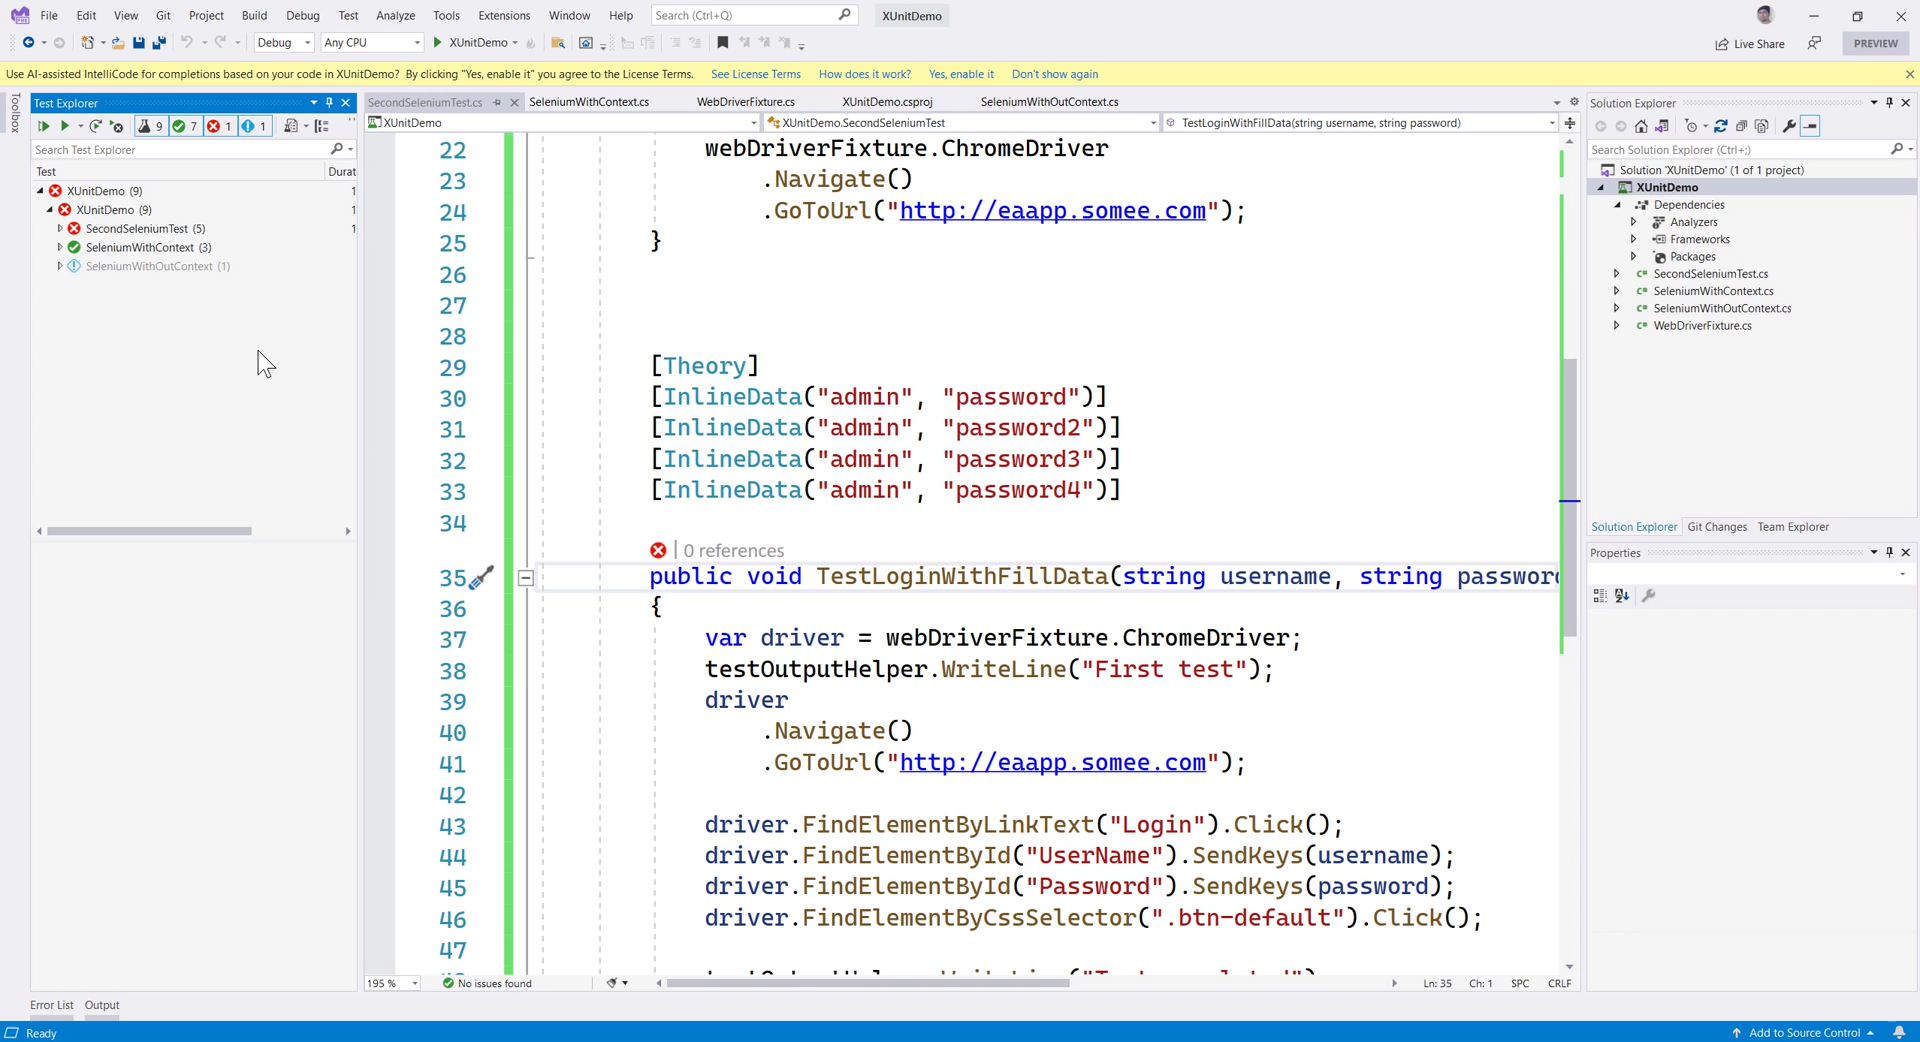 File Edit View Git Project Build Debug Test Analyze Tools Extensions Window Help Search (Ctrl+Q) XUnitDemo
Debug Any CPU XUnitDemo Live Share PREVIEW
Use AI-assisted IntelliCode for completions based on your code in XUnitDemo? By clicking "Yes, enable it" you agree to the License Terms. See License Terms How does it work? Yes, enable it Don't show again
Toolbox
Test Explorer
9 7 1 1
Search Test Explorer
Test Durat
XUnitDemo (9) 1
XUnitDemo (9) 1
SecondSeleniumTest (5) 1
SeleniumWithContext (3)
SeleniumWithOutContext (1)
SecondSeleniumTest.cs SeleniumWithContext.cs WebDriverFixture.cs XUnitDemo.csproj SeleniumWithOutContext.cs
XUnitDemo XUnitDemo.SecondSeleniumTest TestLoginWithFillData(string username, string password)
22 webDriverFixture.ChromeDriver
23 .Navigate()
24 .GoToUrl("http://eaapp.somee.com");
25 }
26
27
28
29 [Theory]
30 [InlineData("admin", "password")]
31 [InlineData("admin", "password2")]
32 [InlineData("admin", "password3")]
33 [InlineData("admin", "password4")]
34
0 references
35 public void TestLoginWithFillData(string username, string passwor
36 {
37 var driver = webDriverFixture.ChromeDriver;
38 testOutputHelper.WriteLine("First test");
39 driver
40 .Navigate()
41 .GoToUrl("http://eaapp.somee.com");
42
43 driver.FindElementByLinkText("Login").Click();
44 driver.FindElementById("UserName").SendKeys(username);
45 driver.FindElementById("Password").SendKeys(password);
46 driver.FindElementByCssSelector(".btn-default").Click();
47
195 % No issues found Ln: 35 Ch: 1 SPC CRLF
Solution Explorer
Search Solution Explorer (Ctrl+;)
Solution 'XUnitDemo' (1 of 1 project)
XUnitDemo
Dependencies
Analyzers
Frameworks
Packages
SecondSeleniumTest.cs
SeleniumWithContext.cs
SeleniumWithOutContext.cs
WebDriverFixture.cs
Solution Explorer Git Changes Team Explorer
Properties
Error List Output
Ready Add to Source Control